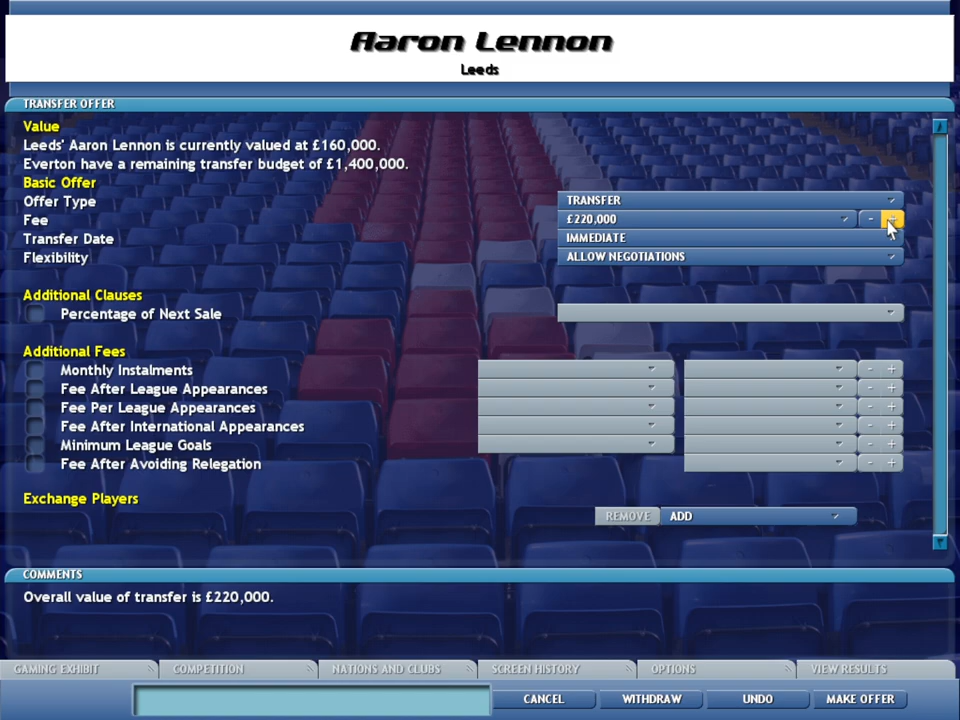 Aaron Lennon
Leeds
TRANSFER OFFER
Value
Leeds' Aaron Lennon is currently valued at £160,000.
Everton have a remaining transfer budget of £1,400,000.
Basic Offer
Offer Type TRANSFER
Fee £220,000 - +
Transfer Date IMMEDIATE
Flexibility ALLOW NEGOTIATIONS
Additional Clauses
Percentage of Next Sale
Additional Fees
Monthly Instalments - +
Fee After League Appearances - +
Fee Per League Appearances - +
Fee After International Appearances - +
Minimum League Goals - +
Fee After Avoiding Relegation - +
Exchange Players
REMOVE ADD
COMMENTS
Overall value of transfer is £220,000.
GAMING EXHIBIT COMPETITION NATIONS AND CLUBS SCREEN HISTORY OPTIONS VIEW RESULTS
CANCEL WITHDRAW UNDO MAKE OFFER